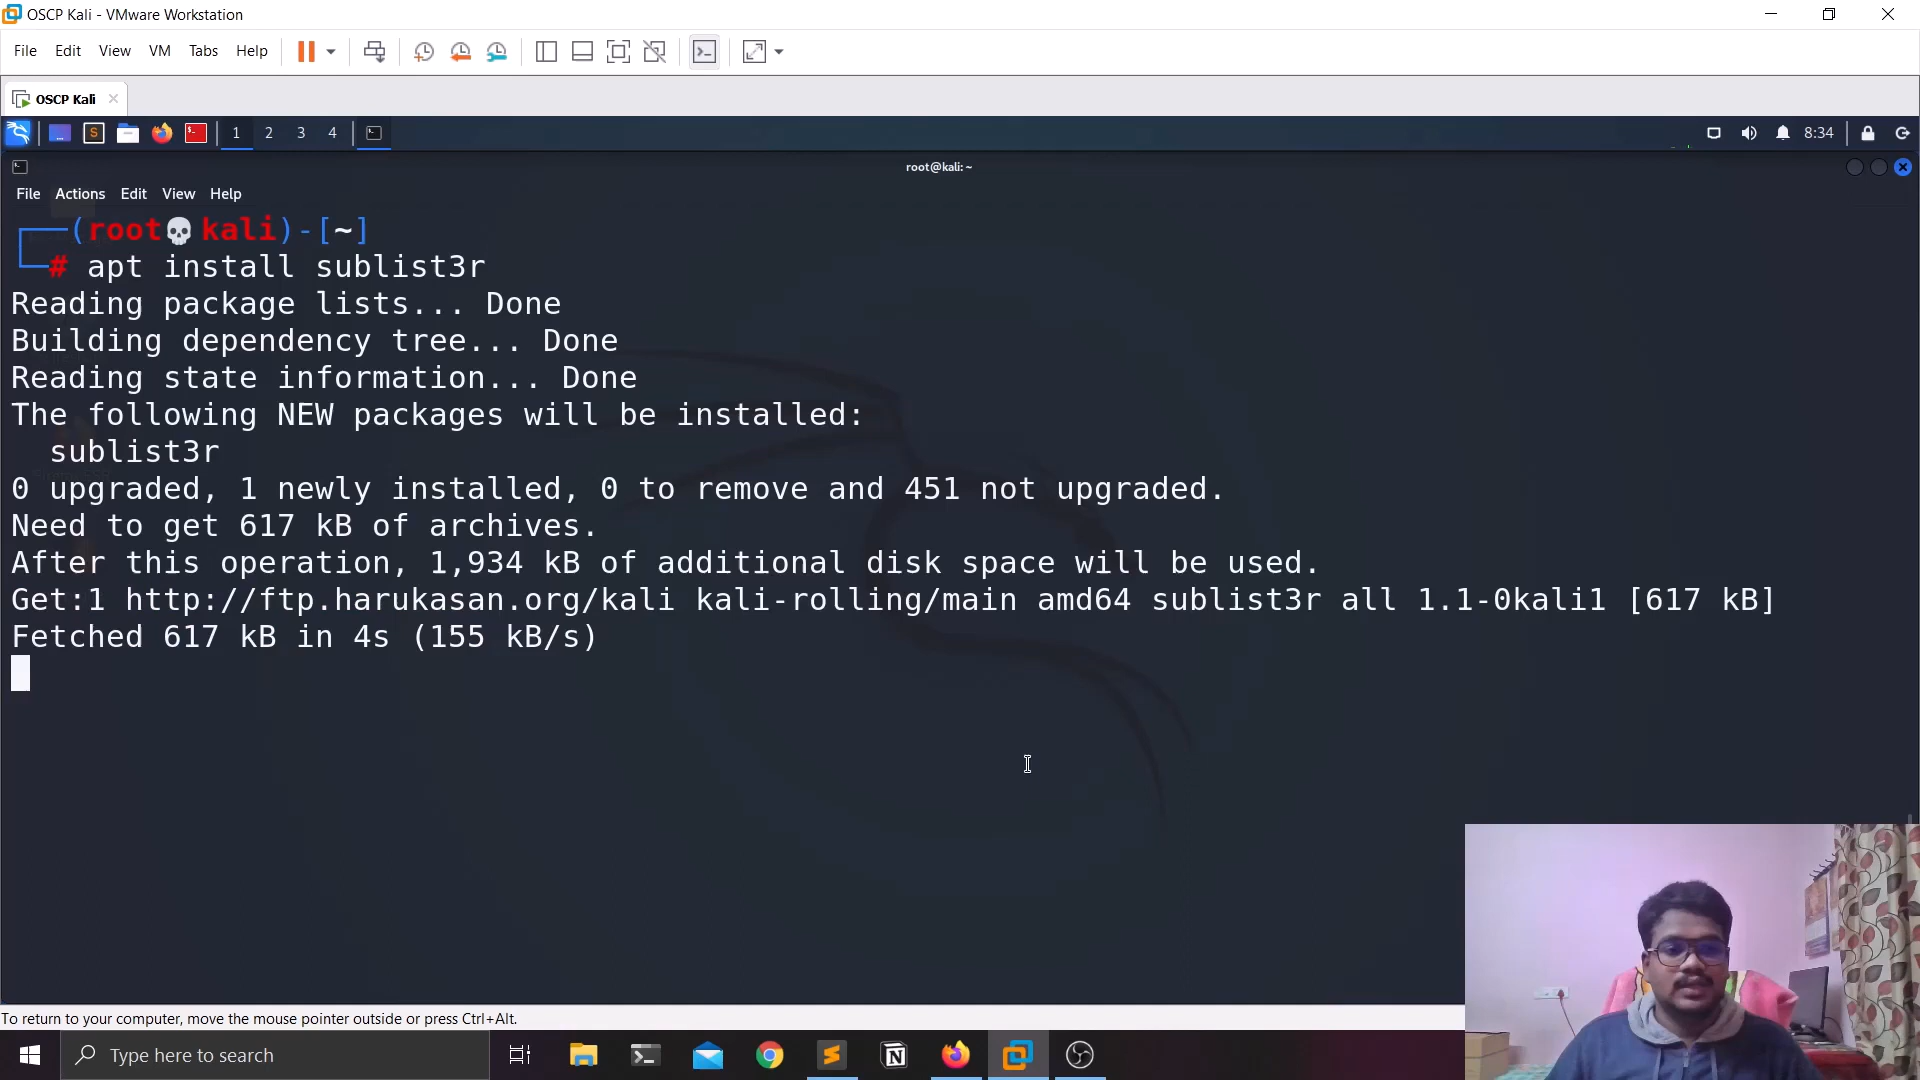 OSCP Kali - VMware Workstation
File Edit View VM Tabs Help
OSCP Kali
1 2 3 4 8:34
root@kali: ~
File Actions Edit View Help
┌──(root💀kali)-[~]
└─# apt install sublist3r
Reading package lists... Done
Building dependency tree... Done
Reading state information... Done
The following NEW packages will be installed:
  sublist3r
0 upgraded, 1 newly installed, 0 to remove and 451 not upgraded.
Need to get 617 kB of archives.
After this operation, 1,934 kB of additional disk space will be used.
Get:1 http://ftp.harukasan.org/kali kali-rolling/main amd64 sublist3r all 1.1-0kali1 [617 kB]
Fetched 617 kB in 4s (155 kB/s)
To return to your computer, move the mouse pointer outside or press Ctrl+Alt.
Type here to search